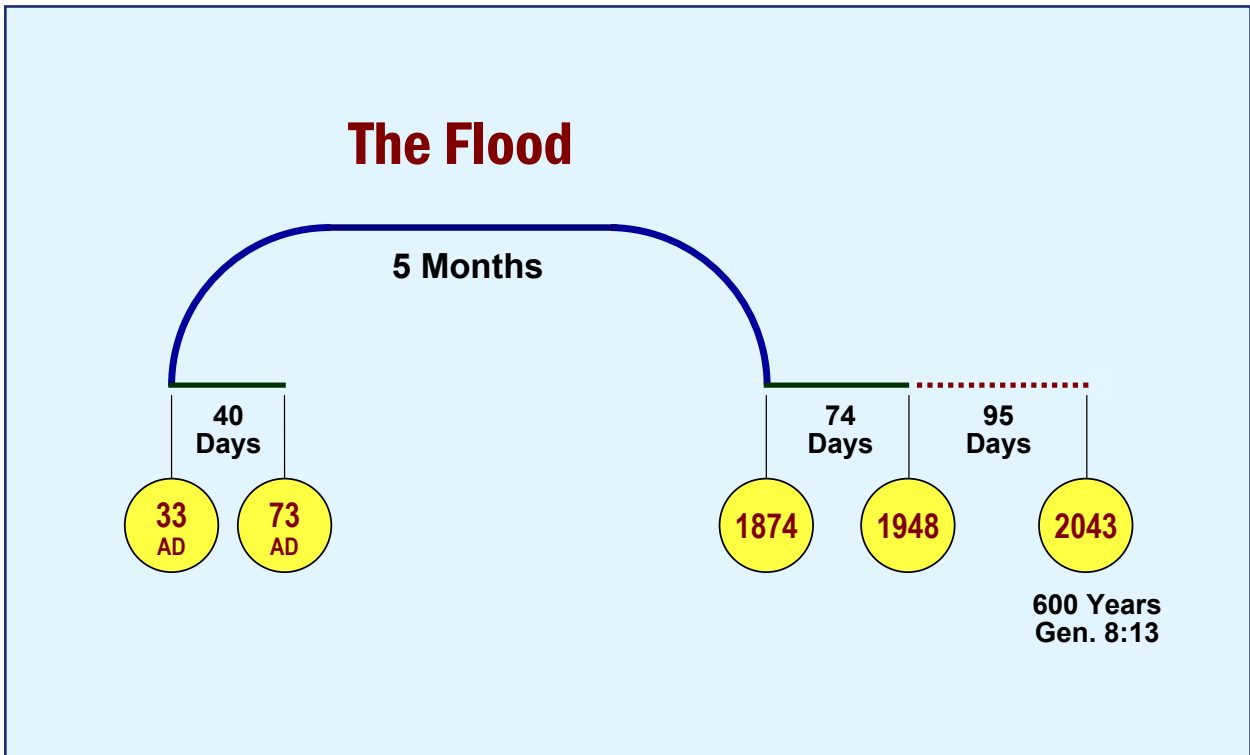 The Flood
5 Months
40
Days
74
Days
95
Days
33
AD
73
AD
1874
1948
2043
600 Years
Gen. 8:13